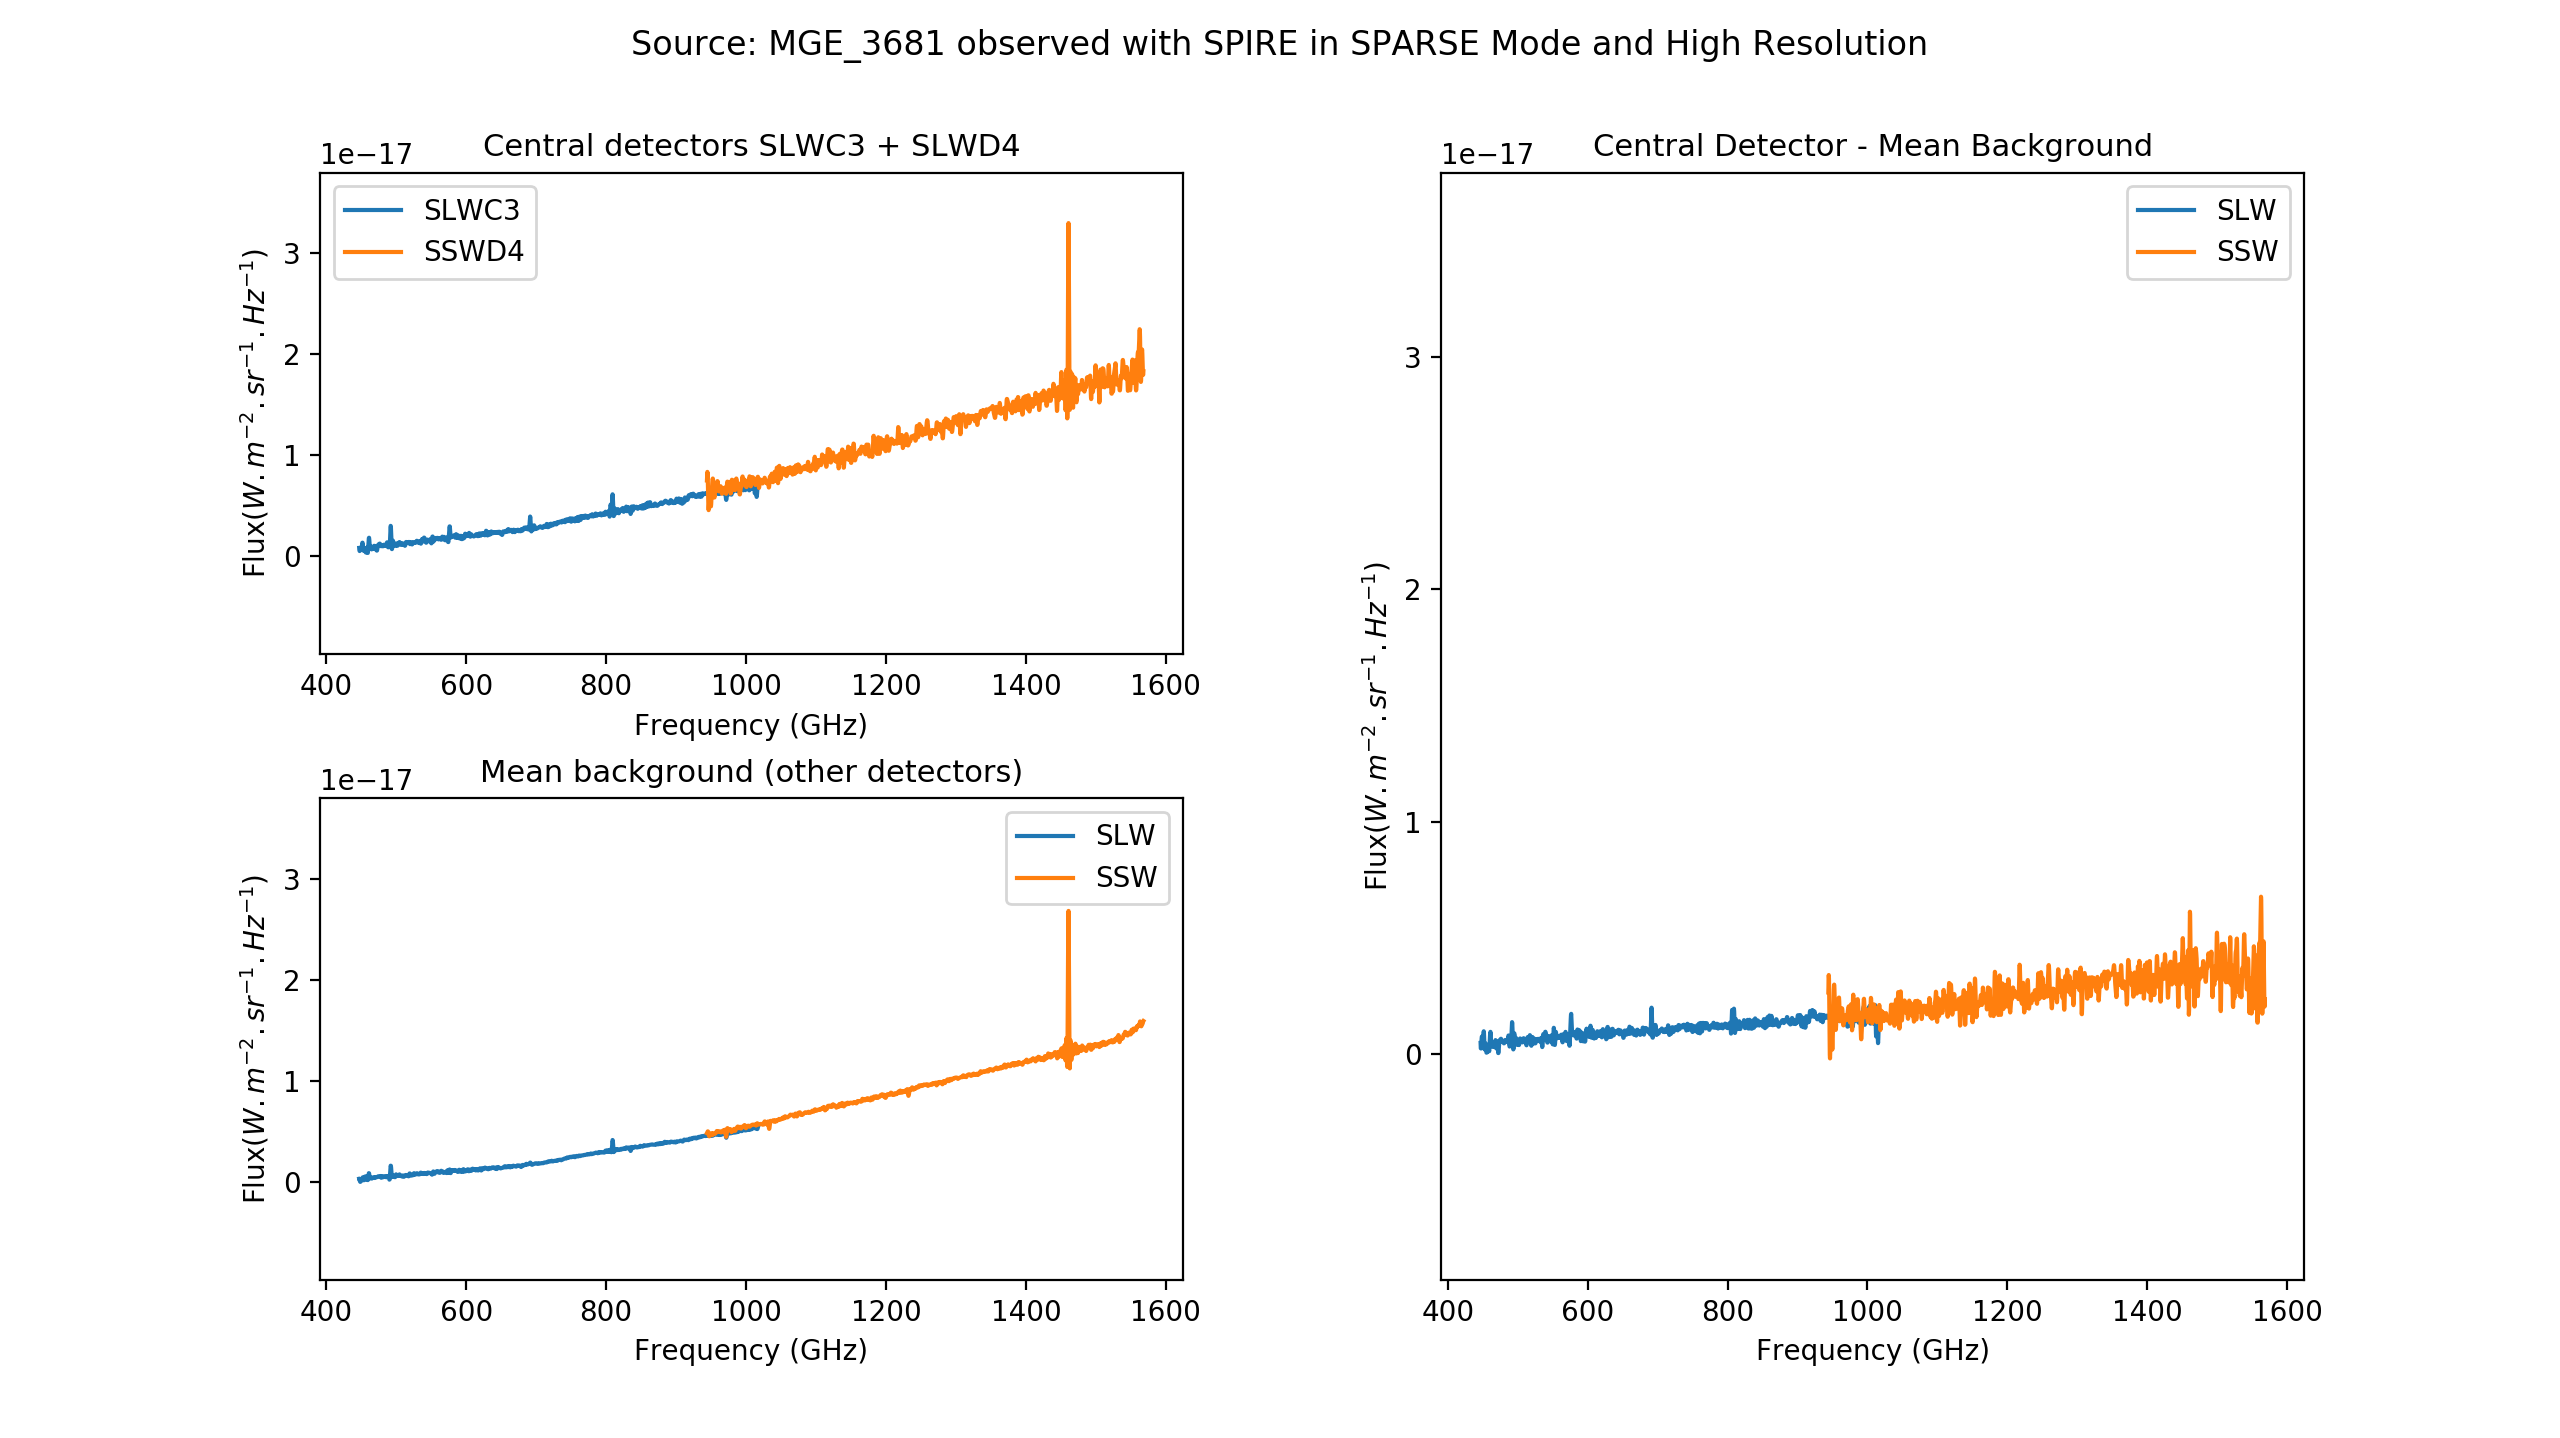 Source: MGE_3681 observed with SPIRE in SPARSE Mode and High Resolution
Central detectors SLWC3 + SLWD4
1e−17
SLWC3
SSWD4
3
2
1
0
Flux(W.m⁻².sr⁻¹.Hz⁻¹)
400 600 800 1000 1200 1400 1600
Frequency (GHz)
Mean background (other detectors)
1e−17
SLW
SSW
3
2
1
0
Flux(W.m⁻².sr⁻¹.Hz⁻¹)
400 600 800 1000 1200 1400 1600
Frequency (GHz)
Central Detector - Mean Background
1e−17
SLW
SSW
3
2
1
0
Flux(W.m⁻².sr⁻¹.Hz⁻¹)
400 600 800 1000 1200 1400 1600
Frequency (GHz)